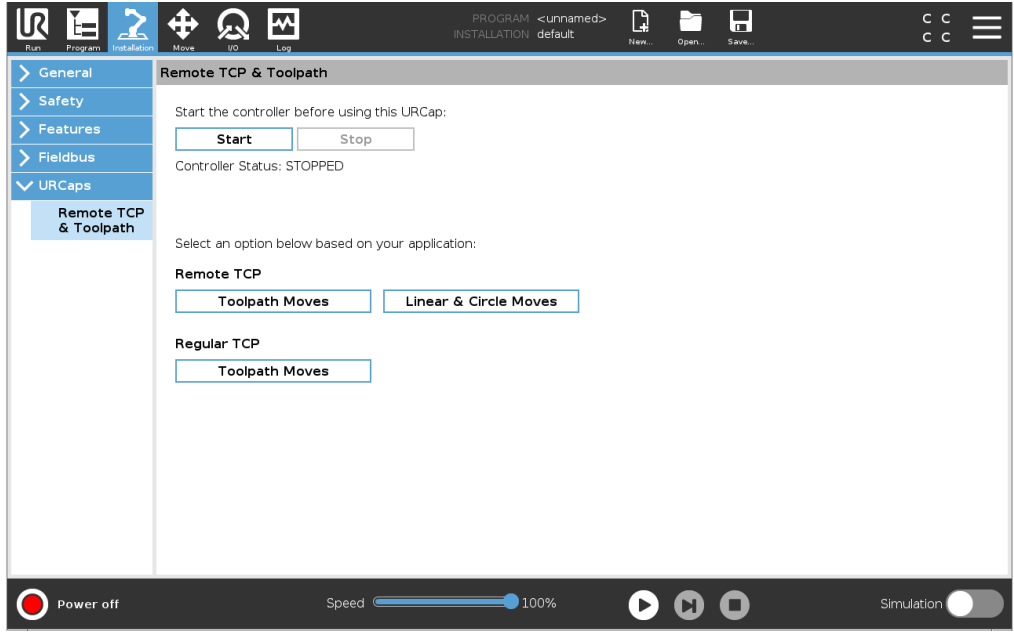 UR
PROGRAM <unnamed>
INSTALLATION default
C C
C C
Run Program Installation Move I/O Log New... Open... Save...
General
Safety
Features
Fieldbus
URCaps
Remote TCP
& Toolpath
Remote TCP & Toolpath
Start the controller before using this URCap:
Start Stop
Controller Status: STOPPED
Select an option below based on your application:
Remote TCP
Toolpath Moves Linear & Circle Moves
Regular TCP
Toolpath Moves
Power off Speed 100% Simulation